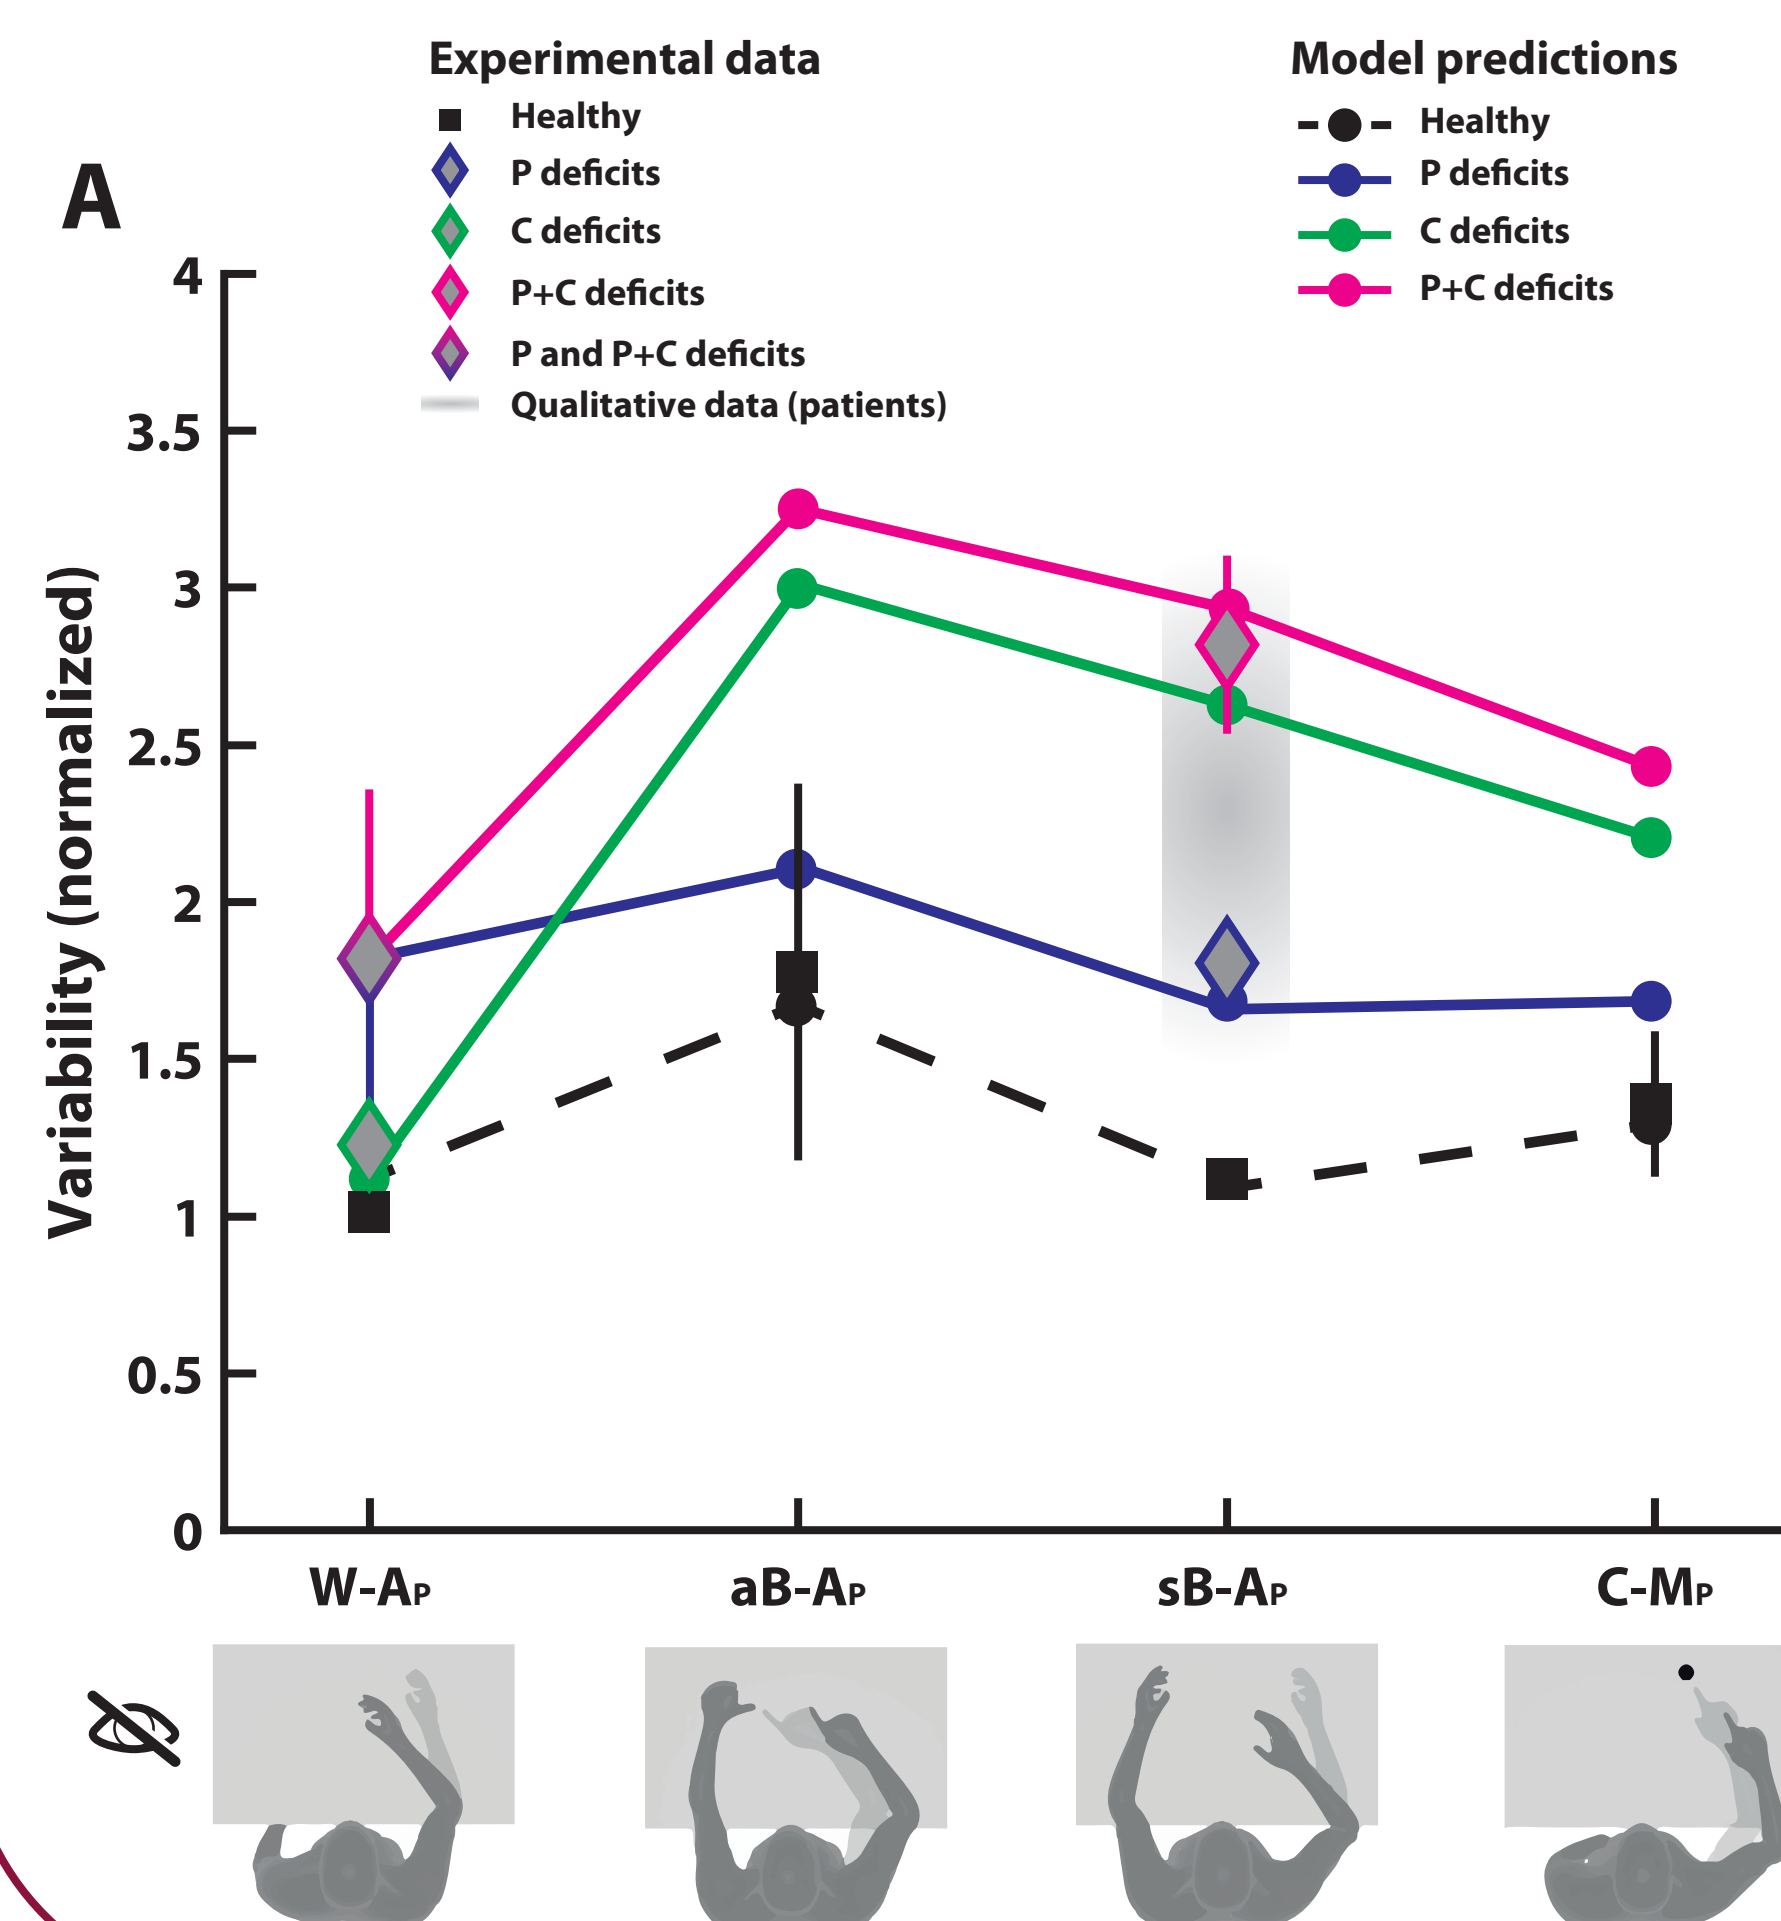 Experimental data
Healthy
P deficits
C deficits
P+C deficits
P and P+C deficits
Qualitative data (patients)
Model predictions
Healthy
P deficits
C deficits
P+C deficits
A
Variability (normalized)
4
3.5
3
2.5
2
1.5
1
0.5
0
W-AP
aB-AP
sB-AP
C-MP